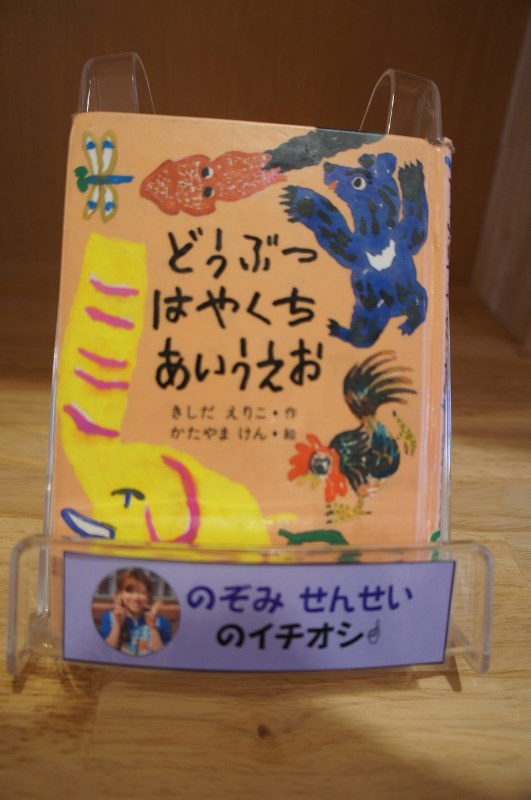 どうぶつ
はやくち
あいうえお
きしだ えりこ・作
かたやま けん・絵
のぞみ せんせい
のイチオシ☝